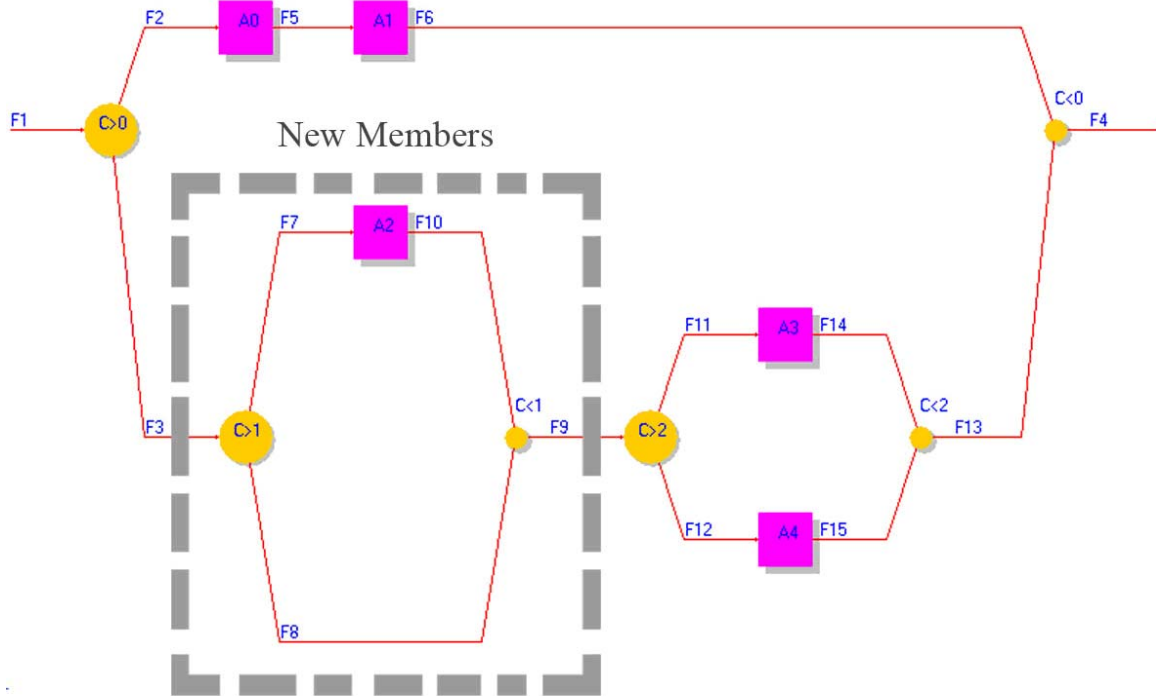 F2 A0 F5 A1 F6
C<0
F1 C>0 F4
New Members
F7 A2 F10
F11 A3 F14
C<1 C<2
F3 C>1 F9 C>2 F13
F12 A4 F15
F8